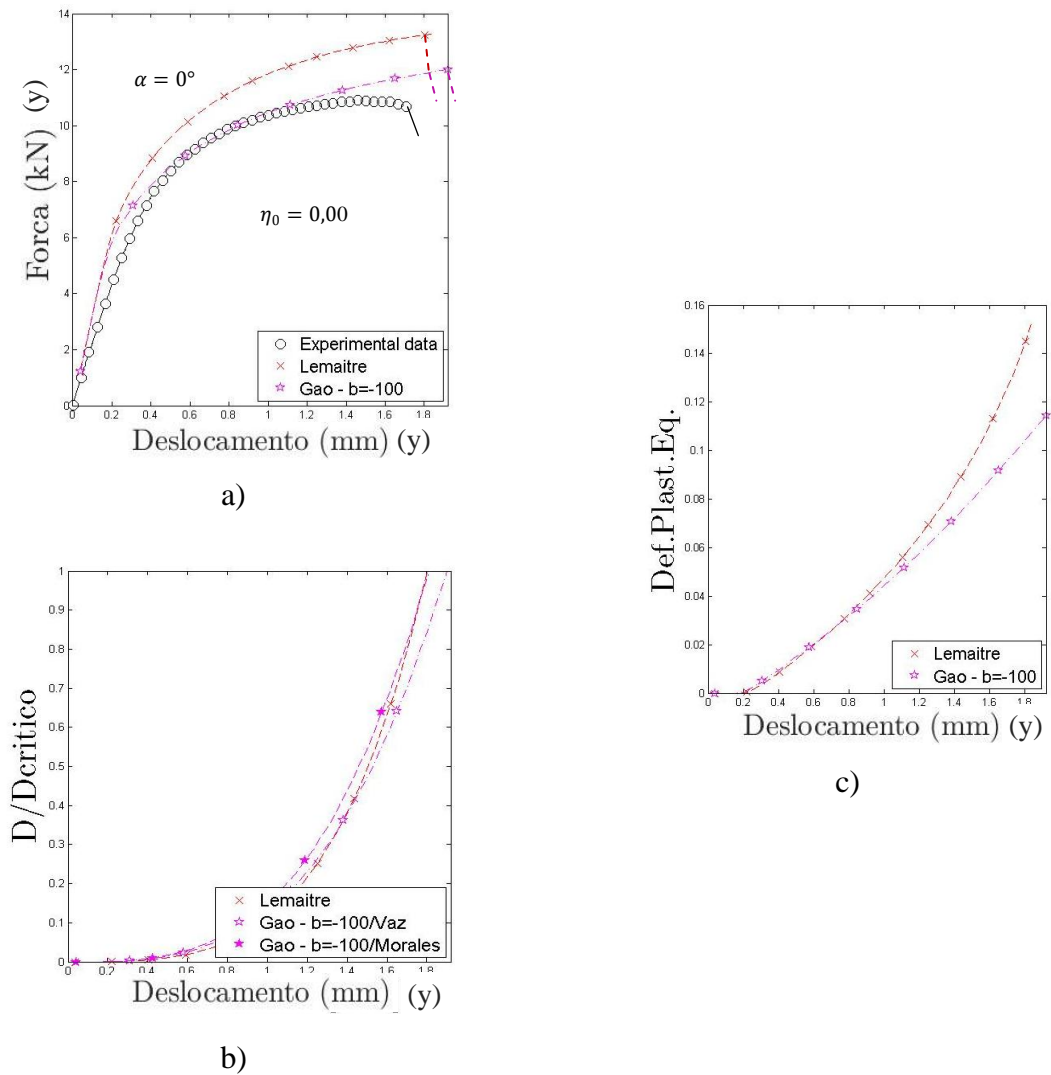 14
12
10
8
6
4
2
0
Forca (kN) (y)
α = 0°
η0 = 0,00
Experimental data
Lemaitre
Gao - b=-100
0 0.2 0.4 0.6 0.8 1 1.2 1.4 1.6 1.8
Deslocamento (mm) (y)
a)
1
0.9
0.8
0.7
0.6
0.5
0.4
0.3
0.2
0.1
0
D/Dcritico
Lemaitre
Gao - b=-100/Vaz
Gao - b=-100/Morales
0 0.2 0.4 0.6 0.8 1 1.2 1.4 1.6 1.8
Deslocamento (mm) (y)
b)
0.16
0.14
0.12
0.1
0.08
0.06
0.04
0.02
0
Def.Plast.Eq.
Lemaitre
Gao - b=-100
0 0.2 0.4 0.6 0.8 1 1.2 1.4 1.6 1.8
Deslocamento (mm) (y)
c)